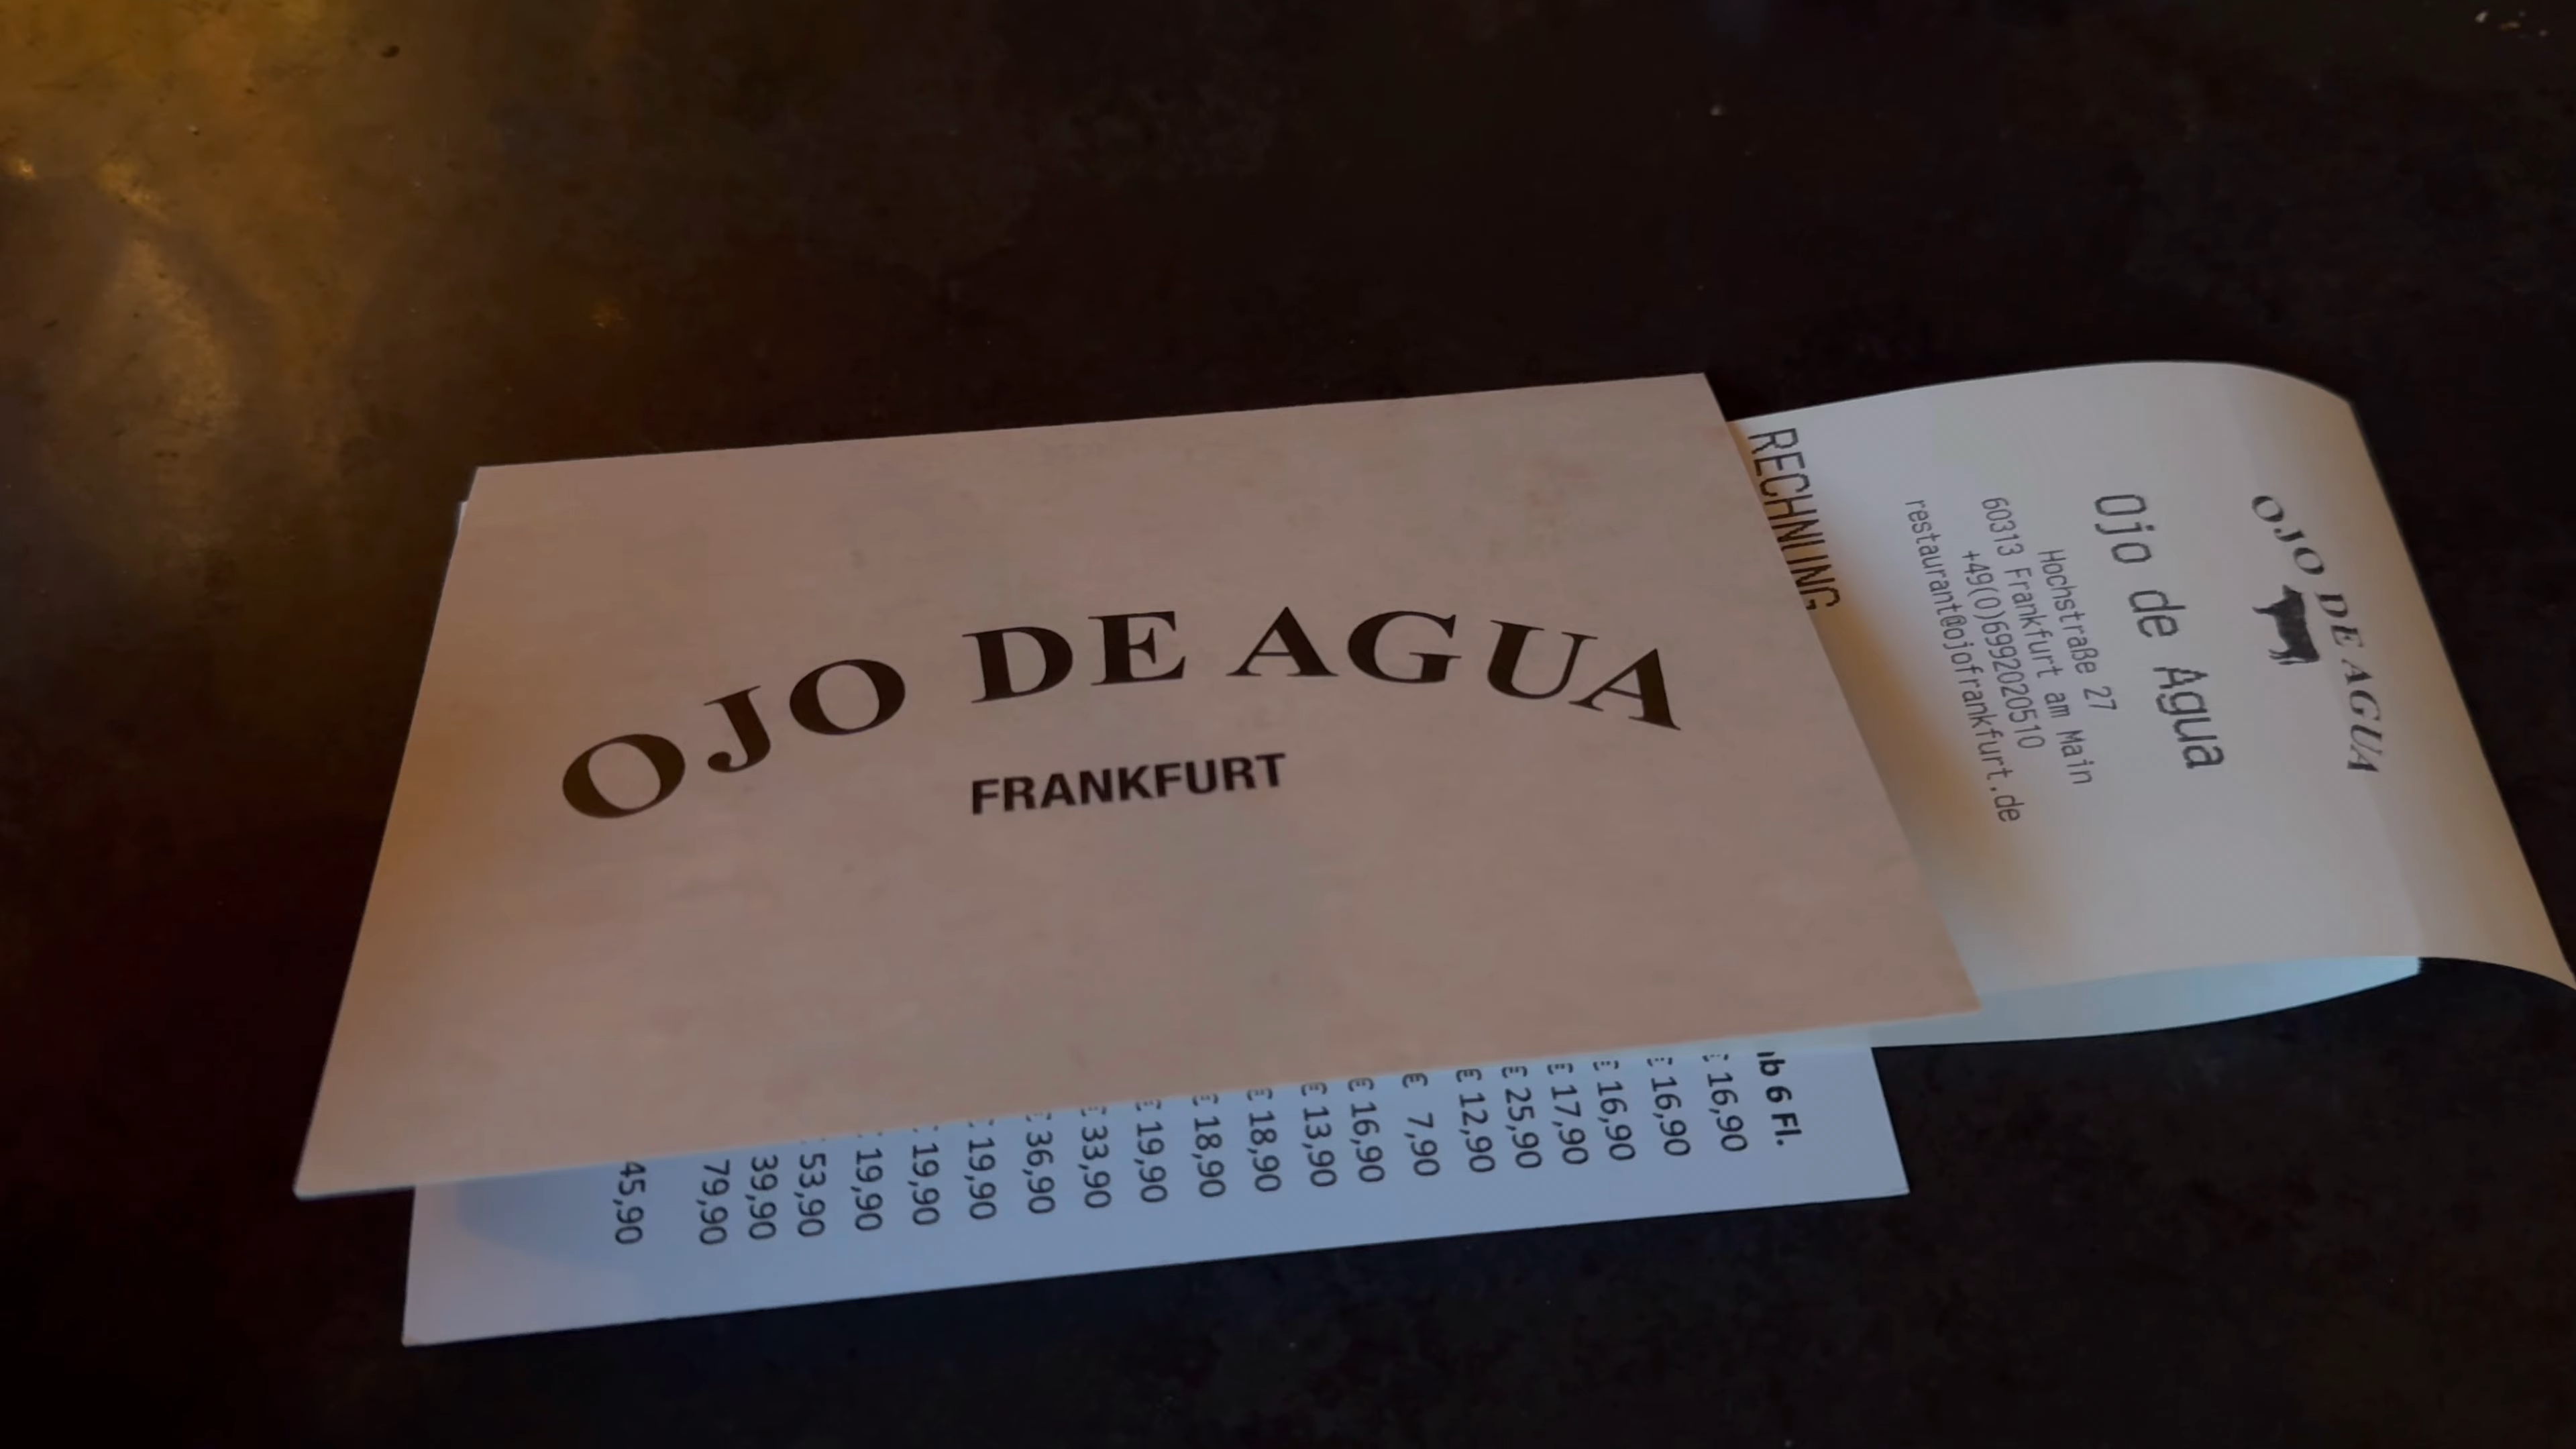 OJO DE AGUA
FRANKFURT
OJO DE AGUA
Ojo de Agua
Hochstraße 27
60313 Frankfurt am Main
+49(0)6992020510
restaurant@ojofrankfurt.de
RECHNUNG
6 Fl.
16,90
€ 16,90
€ 16,90
€ 17,90
€ 25,90
€ 12,90
€ 7,90
€ 16,90
€ 13,90
€ 18,90
€ 18,90
€ 19,90
€ 33,90
€ 36,90
19,90
19,90
19,90
53,90
39,90
79,90
45,90